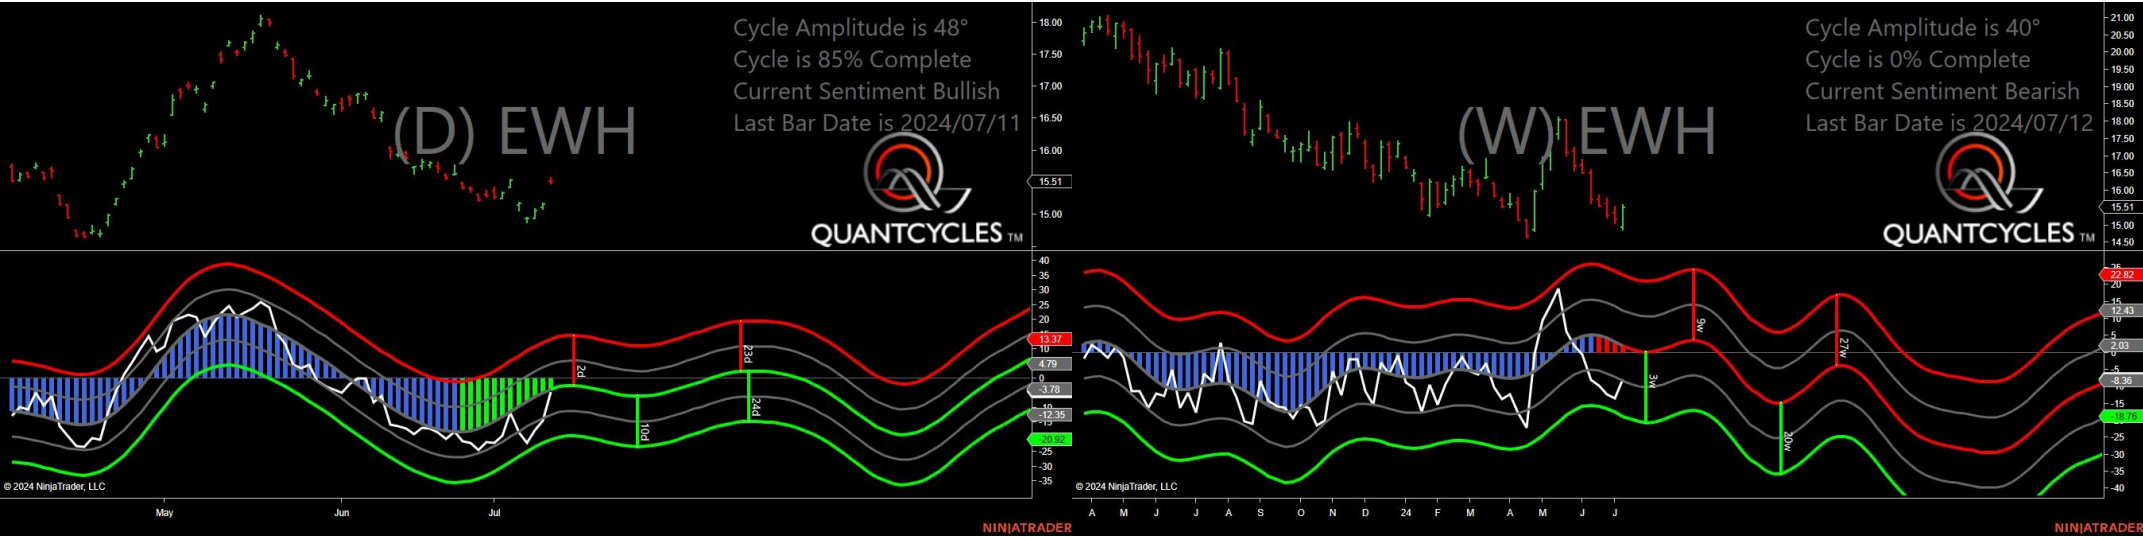 Cycle Amplitude is 48°
Cycle is 85% Complete
Current Sentiment Bullish
Last Bar Date is 2024/07/11
(D) EWH
QUANTCYCLES TM
18.00
17.50
17.00
16.50
16.00
15.51
15.00
40
35
30
25
20
13.37
10
4.79
0
-3.78
-12.35
-20.92
-25
-30
-35
2d
10d
23d
24d
© 2024 NinjaTrader, LLC
May
Jun
Jul
NINJATRADER
Cycle Amplitude is 40°
Cycle is 0% Complete
Current Sentiment Bearish
Last Bar Date is 2024/07/12
(W) EWH
QUANTCYCLES TM
21.00
20.50
20.00
19.50
19.00
18.50
18.00
17.50
17.00
16.50
16.00
15.51
15.00
14.50
22.82
20
15
12.43
10
5
2.03
-5
-8.36
-15
-18.76
-25
-30
-35
-40
3w
9w
20w
27w
© 2024 NinjaTrader, LLC
A M J J A S O N D 24 F M A M J J
NINJATRADER